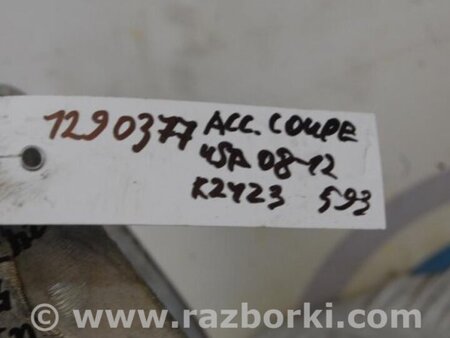 1290377 ACC. COUPE
USA 08-12
K2423 593
www.razborki.com